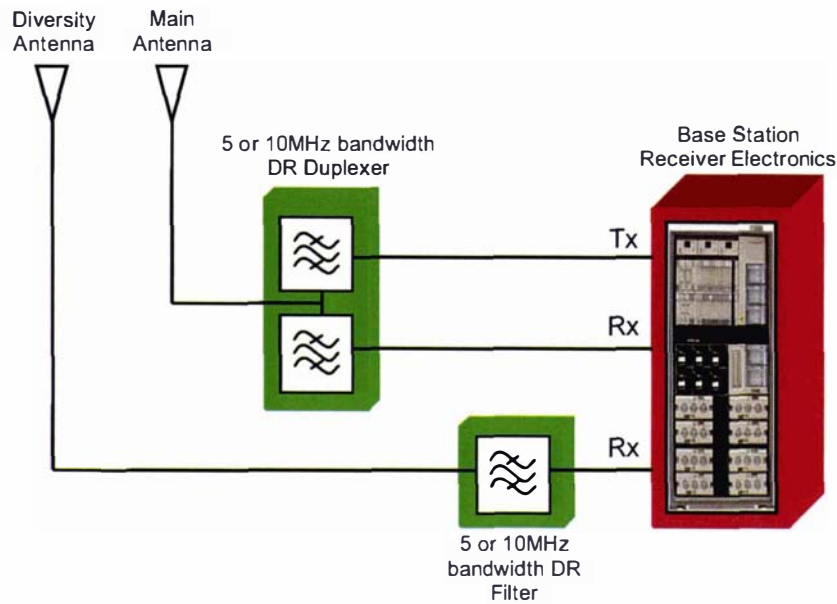 Diversity
Antenna
Main
Antenna
5 or 10MHz bandwidth
DR Duplexer
Base Station
Receiver Electronics
Tx
Rx
Rx
5 or 10MHz
bandwidth DR
Filter